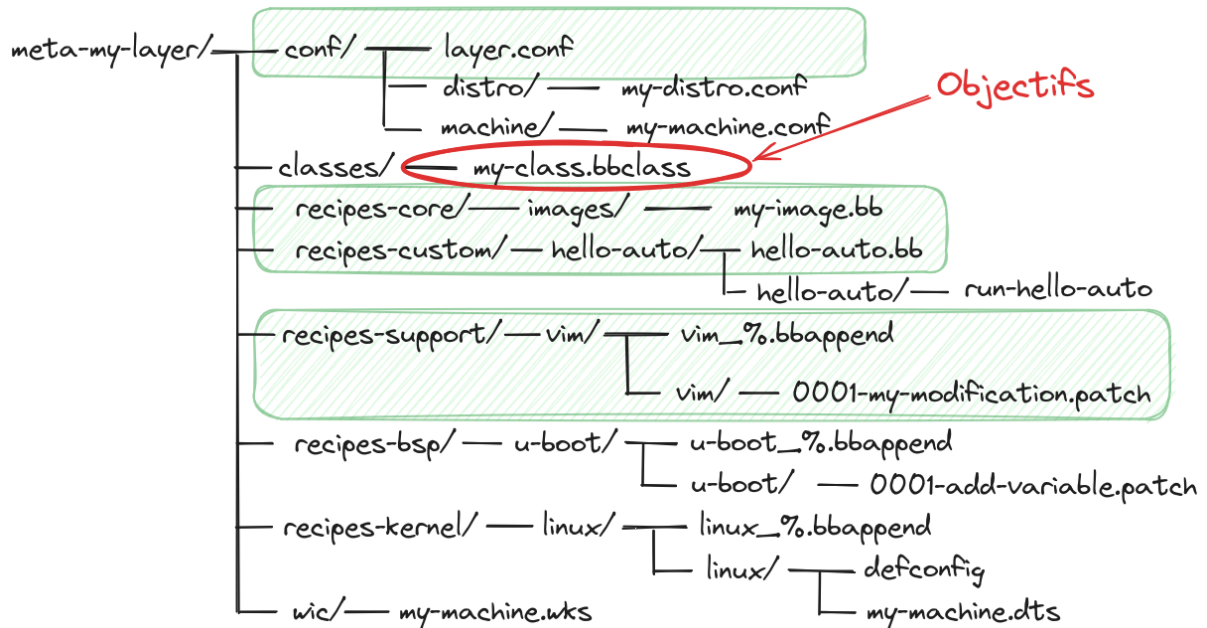 meta-my-layer/ conf/ layer.conf
distro/ my-distro.conf
Objectifs
machine/ my-machine.conf
classes/ my-class.bbclass
recipes-core/ images/ my-image.bb
recipes-custom/ hello-auto/ hello-auto.bb
hello-auto/ run-hello-auto
recipes-support/ vim/ vim_%.bbappend
vim/ 0001-my-modification.patch
recipes-bsp/ u-boot/ u-boot_%.bbappend
u-boot/ 0001-add-variable.patch
recipes-kernel/ linux/ linux_%.bbappend
linux/ defconfig
wic/ my-machine.wks my-machine.dts